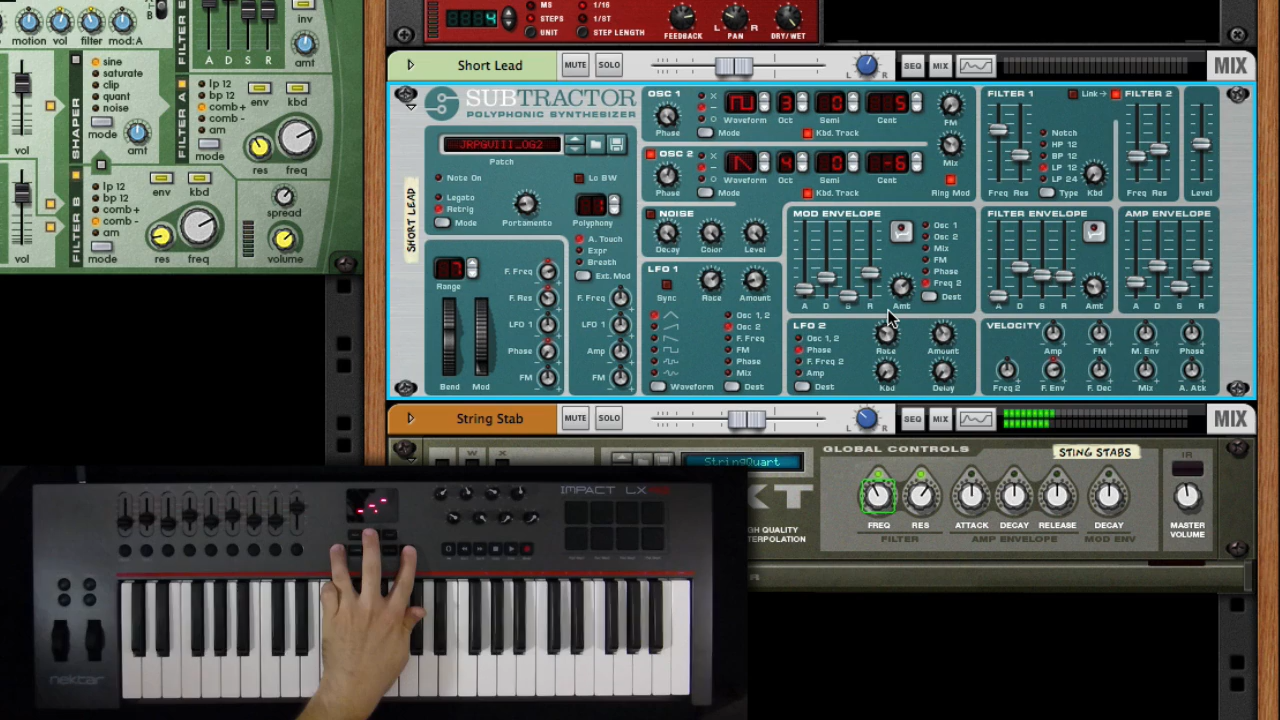 motion vol filter mod:A
inv
amt
A D S R
FILTER E
MS 1/16
STEPS 1/8T
UNIT STEP LENGTH
FEEDBACK PAN DRY/WET
L R
4
Short Lead
MUTE SOLO
L R
SEQ MIX
MIX
SHAPER
sine
saturate
clip
quant
noise
mode
amt
vol
FILTER A
lp 12
bp 12
comb+
comb -
am
mode
env kbd
res freq
FILTER B
lp 12
bp 12
comb+
comb -
am
mode
env kbd
res freq
spread
volume
vol
SUBTRACTOR
POLYPHONIC SYNTHESIZER
JRPGVIII_OG2
Patch
Note On
Legato
Retrig
Mode
Portamento
Lo BW
Polyphony
SHORT LEAD
Range
Bend Mod
F. Freq
F. Res
LFO 1
Phase
FM
A. Touch
Expr
Breath
Ext. Mod
F. Freq
LFO 1
Amp
FM
OSC 1
Phase
Mode
Waveform Oct Semi Cent
3 0 5
Kbd. Track
FM
OSC 2
Phase
Mode
Waveform Oct Semi Cent
4 0 -6
Kbd. Track
Mix
Ring Mod
NOISE
Decay Color Level
LFO 1
Sync
Rate Amount
Waveform
Osc 1,2
Osc 2
F. Freq
FM
Phase
Mix
Dest
MOD ENVELOPE
A D S R
Amt
Osc 1
Osc 2
Mix
FM
Phase
Freq 2
Dest
LFO 2
Osc 1,2
Phase
F. Freq 2
Amp
Dest
Rate Amount
Kbd Delay
FILTER 1
Link
FILTER 2
Notch
HP 12
BP 12
LP 12
LP 24
Type
Freq Res
Kbd
Freq Res
Level
FILTER ENVELOPE
A D S R
Amt
AMP ENVELOPE
A D S R
VELOCITY
Amp FM M. Env Phase
Freq 2 F. Env F. Dec Mix A. Atk
String Stab
MUTE SOLO
L R
SEQ MIX
MIX
W X
StringQuart
GLOBAL CONTROLS
STING STABS
IR
XT
FREQ RES ATTACK DECAY RELEASE DECAY
FILTER AMP ENVELOPE MOD ENV
MASTER
VOLUME
IMPACT LX
nektar